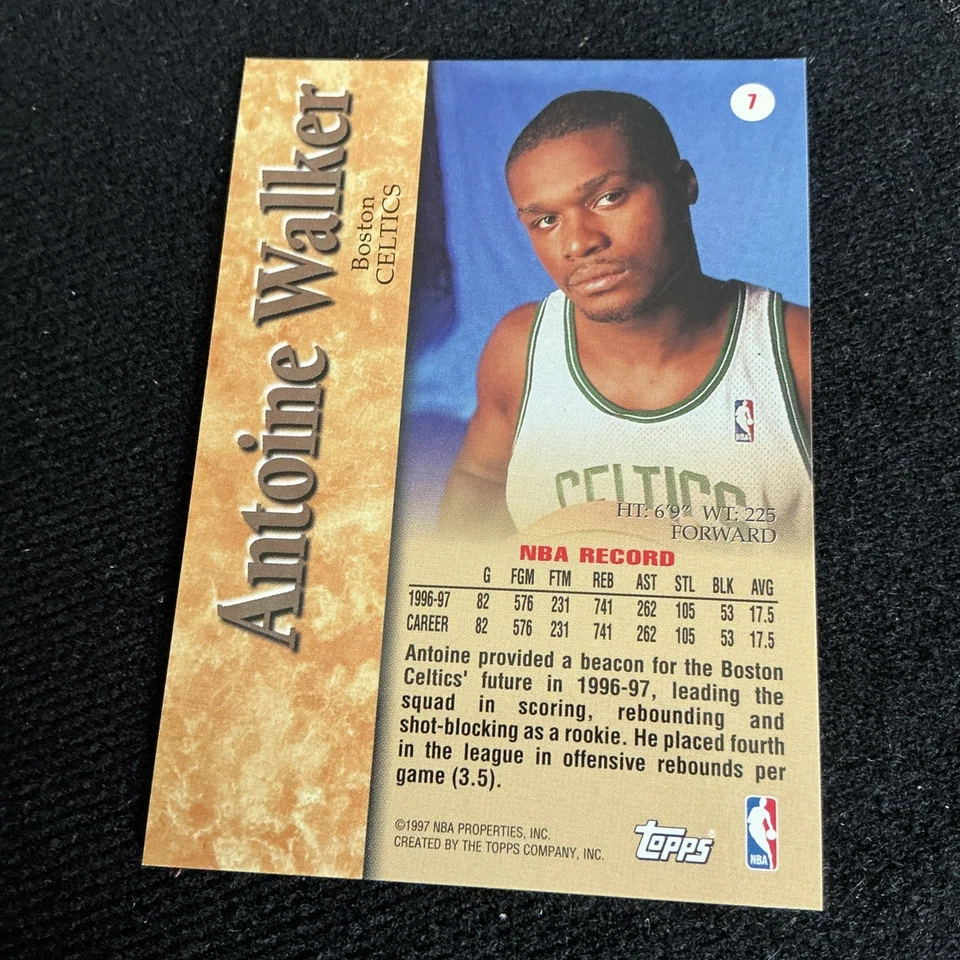 Antoine Walker
Boston
CELTICS
7
NBA
CELTICS
HT: 6'9" WT: 225
FORWARD
NBA RECORD
G FGM FTM REB AST STL BLK AVG
1996-97 82 576 231 741 262 105 53 17.5
CAREER 82 576 231 741 262 105 53 17.5
Antoine provided a beacon for the Boston
Celtics' future in 1996-97, leading the
squad in scoring, rebounding and
shot-blocking as a rookie. He placed fourth
in the league in offensive rebounds per
game (3.5).
©1997 NBA PROPERTIES, INC.
CREATED BY THE TOPPS COMPANY, INC.
topps®
NBA